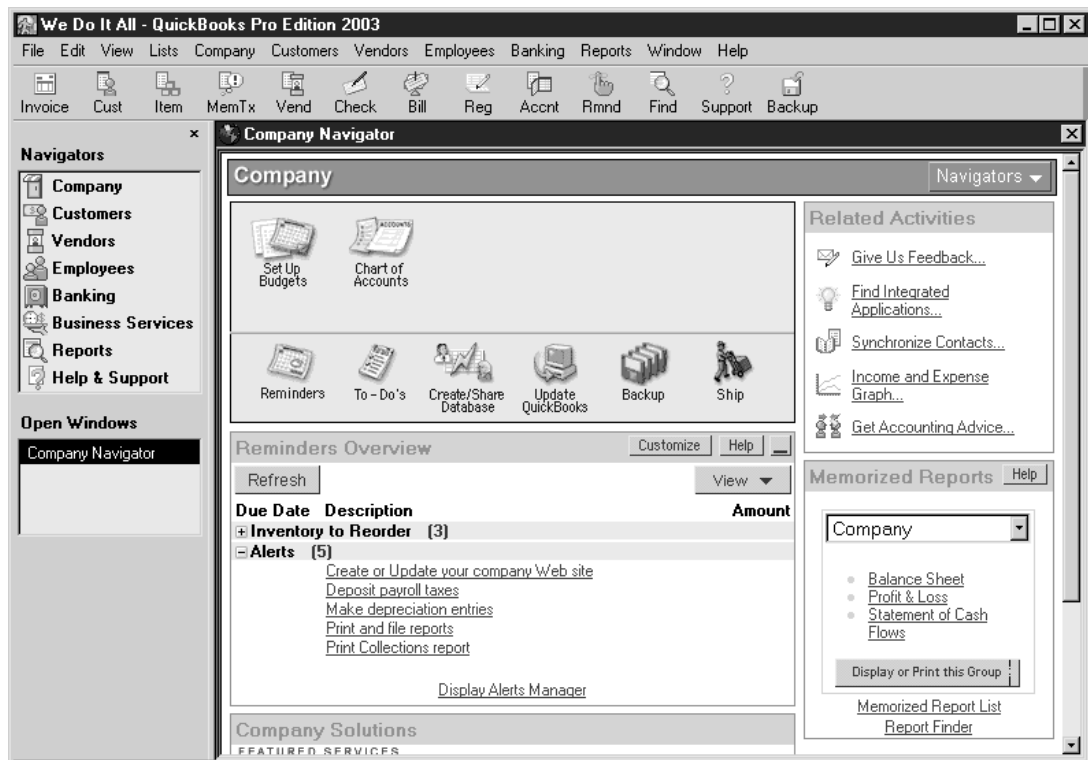 We Do It All - QuickBooks Pro Edition 2003
File Edit View Lists Company Customers Vendors Employees Banking Reports Window Help
Invoice Cust Item MemTx Vend Check Bill Reg Accnt Rmnd Find Support Backup
Navigators
Company
Customers
Vendors
Employees
Banking
Business Services
Reports
Help & Support
Open Windows
Company Navigator
Company Navigator
Company
Navigators
ACCOUNTS
Set Up
Budgets
Chart of
Accounts
Reminders
To - Do's
Create/Share
Database
Update
QuickBooks
Backup
Ship
Reminders Overview
Customize
Help
Refresh
View
Due Date Description Amount
Inventory to Reorder (3)
Alerts (5)
Create or Update your company Web site
Deposit payroll taxes
Make depreciation entries
Print and file reports
Print Collections report
Display Alerts Manager
Company Solutions
FEATURED SERVICES
Related Activities
Give Us Feedback...
Find Integrated
Applications...
Synchronize Contacts...
Income and Expense
Graph...
Get Accounting Advice...
Memorized Reports
Help
Company
Balance Sheet
Profit & Loss
Statement of Cash
Flows
Display or Print this Group
Memorized Report List
Report Finder